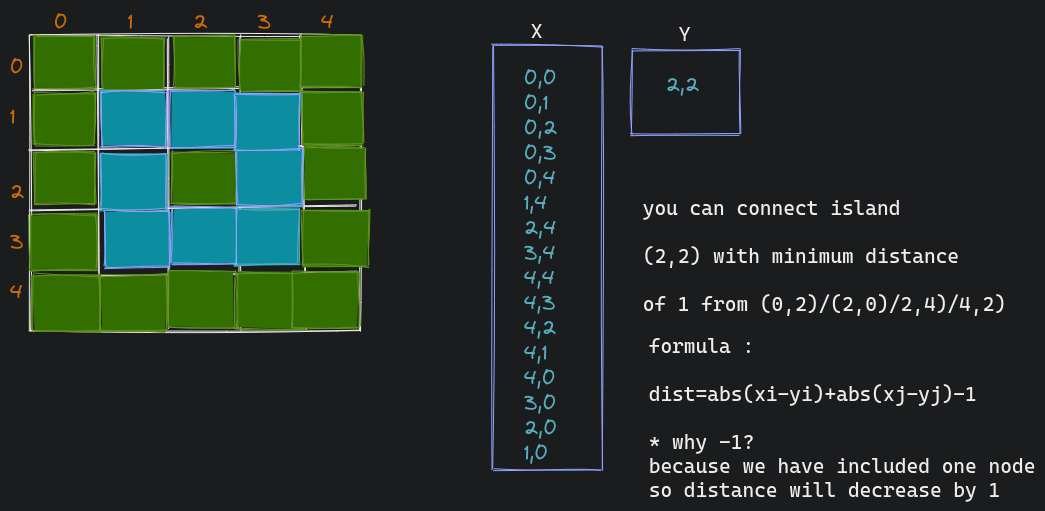 0 1 2 3 4
0
1
2
3
4
X
0,0
0,1
0,2
0,3
0,4
1,4
2,4
3,4
4,4
4,3
4,2
4,1
4,0
3,0
2,0
1,0
Y
2,2
you can connect island
(2,2) with minimum distance
of 1 from (0,2)/(2,0)/2,4)/4,2)
formula :
dist=abs(xi-yi)+abs(xj-yj)-1
* why -1?
because we have included one node
so distance will decrease by 1